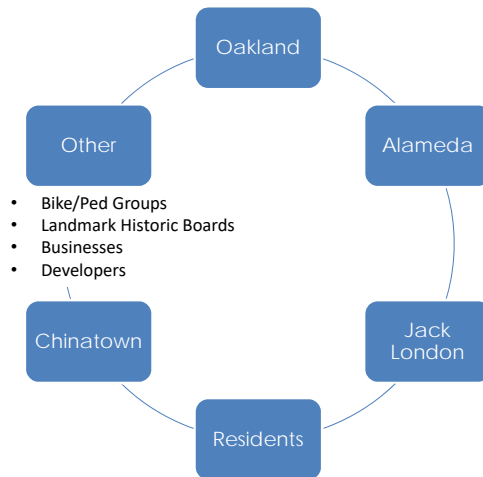 Oakland
Other
Alameda
• Bike/Ped Groups
• Landmark Historic Boards
• Businesses
• Developers
Chinatown
Jack
London
Residents